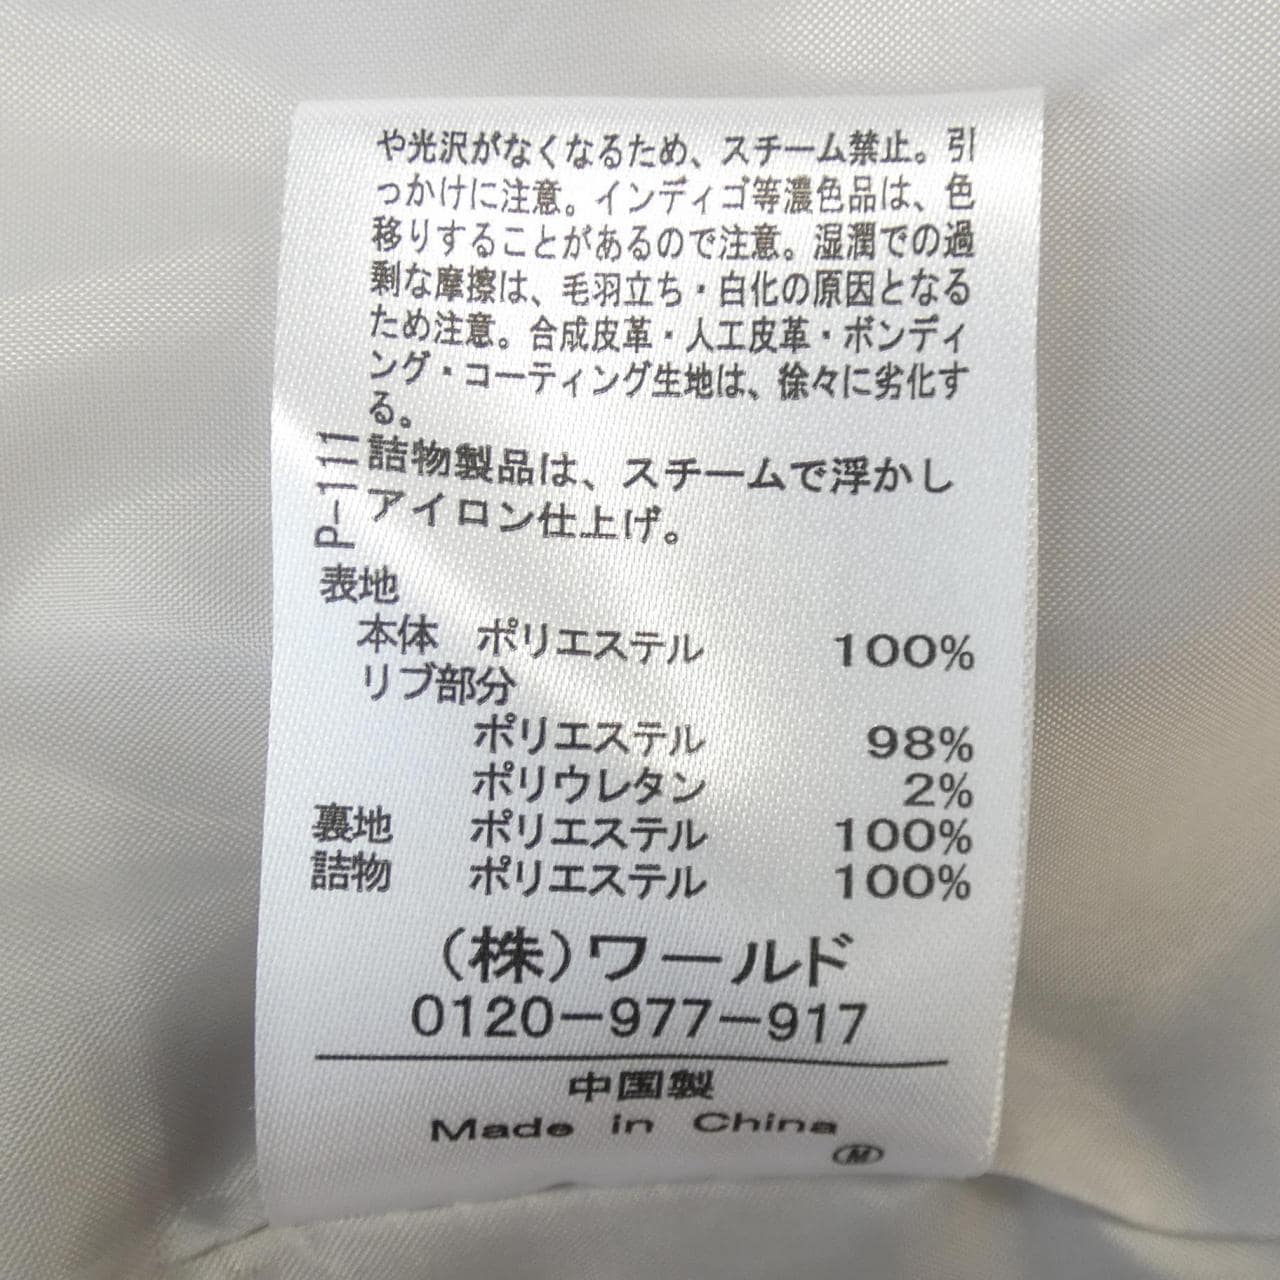 や光沢がなくなるため、スチーム禁止。引
っかけに注意。インディゴ等濃色品は、色
移りすることがあるので注意。湿潤での過
剰な摩擦は、毛羽立ち・白化の原因となる
ため注意。合成皮革・人工皮革・ボンディ
ング・コーティング生地は、徐々に劣化す
る。
P-111
詰物製品は、スチームで浮かし
アイロン仕上げ。
表地
本体 ポリエステル 100%
リブ部分
ポリエステル 98%
ポリウレタン 2%
裏地 ポリエステル 100%
詰物 ポリエステル 100%
(株)ワールド
0120-977-917
中国製
Made in China
M